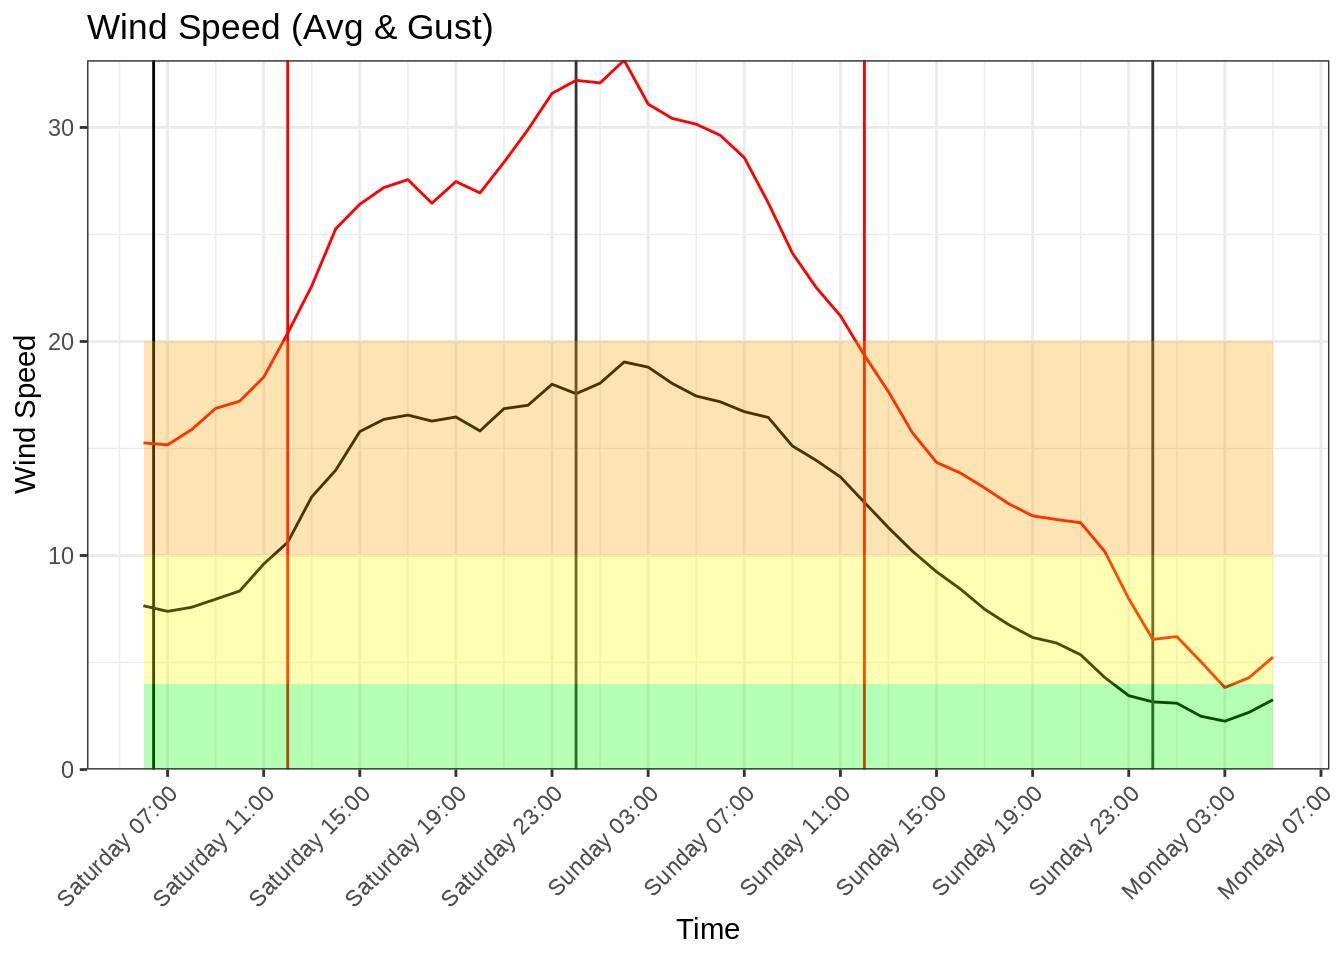 Wind Speed (Avg & Gust)
Wind Speed
30
20
10
0
Saturday 07:00
Saturday 11:00
Saturday 15:00
Saturday 19:00
Saturday 23:00
Sunday 03:00
Sunday 07:00
Sunday 11:00
Sunday 15:00
Sunday 19:00
Sunday 23:00
Monday 03:00
Monday 07:00
Time